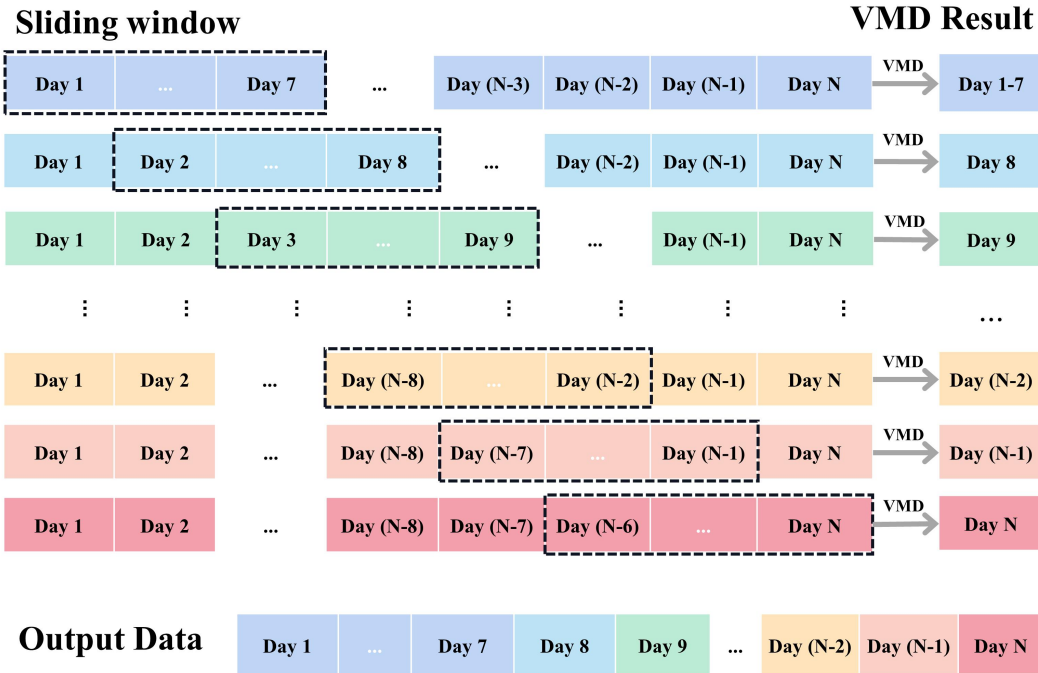 Sliding window VMD Result
Day 1 ... Day 7 ... Day (N-3) Day (N-2) Day (N-1) Day N VMD Day 1-7
Day 1 Day 2 ... Day 8 ... Day (N-2) Day (N-1) Day N VMD Day 8
Day 1 Day 2 Day 3 ... Day 9 ... Day (N-1) Day N VMD Day 9
⋮ ⋮ ⋮ ⋮ ⋮ ⋮ ⋮ ⋮ ...
Day 1 Day 2 ... Day (N-8) ... Day (N-2) Day (N-1) Day N VMD Day (N-2)
Day 1 Day 2 ... Day (N-8) Day (N-7) ... Day (N-1) Day N VMD Day (N-1)
Day 1 Day 2 ... Day (N-8) Day (N-7) Day (N-6) ... Day N VMD Day N
Output Data Day 1 ... Day 7 Day 8 Day 9 ... Day (N-2) Day (N-1) Day N